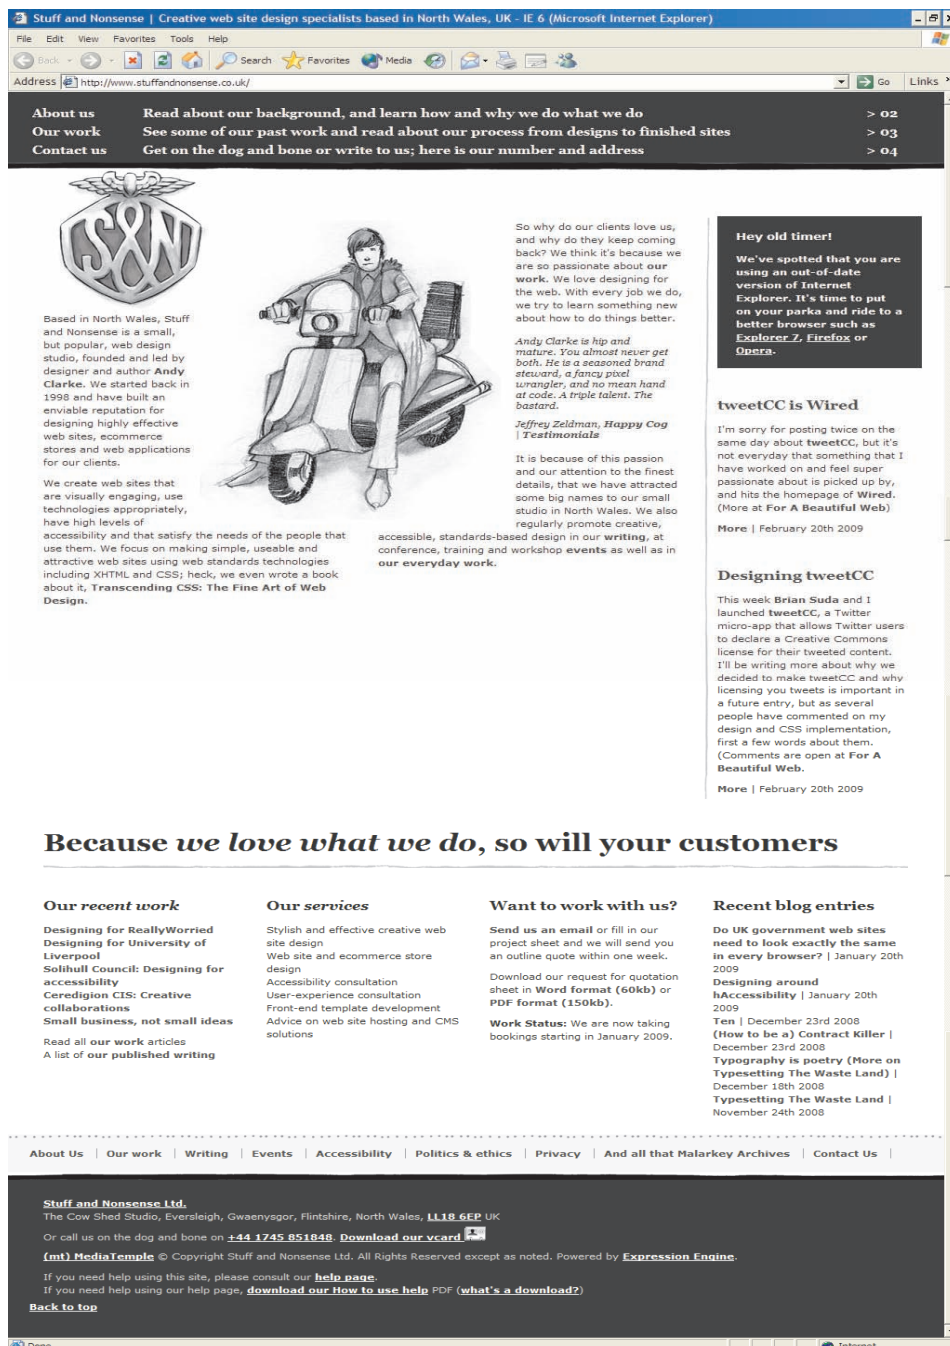 Stuff and Nonsense | Creative web site design specialists based in North Wales, UK - IE 6 (Microsoft Internet Explorer)
File Edit View Favorites Tools Help
Back Search Favorites Media
Address http://www.stuffandnonsense.co.uk/ Go Links
About us Read about our background, and learn how and why we do what we do > 02
Our work See some of our past work and read about our process from designs to finished sites > 03
Contact us Get on the dog and bone or write to us; here is our number and address > 04
S&N
Based in North Wales, Stuff
and Nonsense is a small,
but popular, web design
studio, founded and led by
designer and author Andy
Clarke. We started back in
1998 and have built an
enviable reputation for
designing highly effective
web sites, ecommerce
stores and web applications
for our clients.
We create web sites that
are visually engaging, use
technologies appropriately,
have high levels of
accessibility and that satisfy the needs of the people that
use them. We focus on making simple, useable and
attractive web sites using web standards technologies
including XHTML and CSS; heck, we even wrote a book
about it, Transcending CSS: The Fine Art of Web
Design.
So why do our clients love us,
and why do they keep coming
back? We think it's because we
are so passionate about our
work. We love designing for
the web. With every job we do,
we try to learn something new
about how to do things better.
Andy Clarke is hip and
mature. You almost never get
both. He is a seasoned brand
steward, a fancy pixel
wrangler, and no mean hand
at code. A triple talent. The
bastard.
Jeffrey Zeldman, Happy Cog
| Testimonials
It is because of this passion
and our attention to the finest
details, that we have attracted
some big names to our small
studio in North Wales. We also
regularly promote creative,
accessible, standards-based design in our writing, at
conference, training and workshop events as well as in
our everyday work.
Hey old timer!
We've spotted that you are
using an out-of-date
version of Internet
Explorer. It's time to put
on your parka and ride to a
better browser such as
Explorer 7, Firefox or
Opera.
tweetCC is Wired
I'm sorry for posting twice on the
same day about tweetCC, but it's
not everyday that something that I
have worked on and feel super
passionate about is picked up by,
and hits the homepage of Wired.
(More at For A Beautiful Web)
More | February 20th 2009
Designing tweetCC
This week Brian Suda and I
launched tweetCC, a Twitter
micro-app that allows Twitter users
to declare a Creative Commons
license for their tweeted content.
I'll be writing more about why we
decided to make tweetCC and why
licensing you tweets is important in
a future entry, but as several
people have commented on my
design and CSS implementation,
first a few words about them.
(Comments are open at For A
Beautiful Web.
More | February 20th 2009
Because we love what we do, so will your customers
Our recent work
Designing for ReallyWorried
Designing for University of
Liverpool
Solihull Council: Designing for
accessibility
Ceredigion CIS: Creative
collaborations
Small business, not small ideas
Read all our work articles
A list of our published writing
Our services
Stylish and effective creative web
site design
Web site and ecommerce store
design
Accessibility consultation
User-experience consultation
Front-end template development
Advice on web site hosting and CMS
solutions
Want to work with us?
Send us an email or fill in our
project sheet and we will send you
an outline quote within one week.
Download our request for quotation
sheet in Word format (60kb) or
PDF format (150kb).
Work Status: We are now taking
bookings starting in January 2009.
Recent blog entries
Do UK government web sites
need to look exactly the same
in every browser? | January 20th
2009
Designing around
hAccessibility | January 20th
2009
Ten | December 23rd 2008
(How to be a) Contract Killer |
December 23rd 2008
Typography is poetry (More on
Typesetting The Waste Land) |
December 18th 2008
Typesetting The Waste Land |
November 24th 2008
About Us | Our work | Writing | Events | Accessibility | Politics & ethics | Privacy | And all that Malarkey Archives | Contact Us |
Stuff and Nonsense Ltd.
The Cow Shed Studio, Eversleigh, Gwaenysgor, Flintshire, North Wales, LL18 6EP UK
Or call us on the dog and bone on +44 1745 851848. Download our vcard
(mt) MediaTemple © Copyright Stuff and Nonsense Ltd. All Rights Reserved except as noted. Powered by Expression Engine.
If you need help using this site, please consult our help page.
If you need help using our help page, download our How to use help PDF (what's a download?)
Back to top
Done Internet